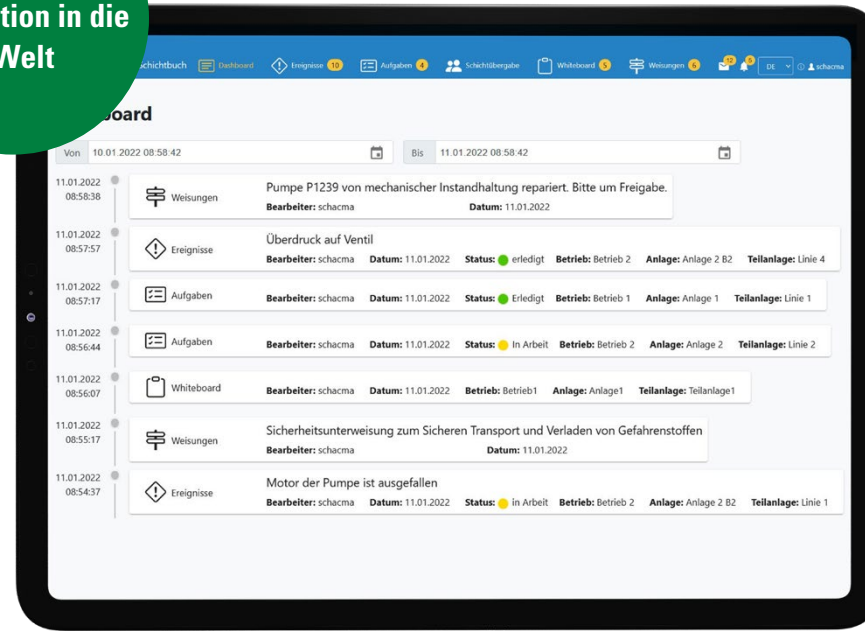 tion in die
Welt
chichtbuch Dashboard Ereignisse 10 Aufgaben 4 Schichtübergabe Whiteboard 5 Weisungen 6 12 DE schacma
oard
Von 10.01.2022 08:58:42 Bis 11.01.2022 08:58:42
11.01.2022
08:58:38
Weisungen
Pumpe P1239 von mechanischer Instandhaltung repariert. Bitte um Freigabe.
Bearbeiter: schacma Datum: 11.01.2022
11.01.2022
08:57:57
Ereignisse
Überdruck auf Ventil
Bearbeiter: schacma Datum: 11.01.2022 Status: erledigt Betrieb: Betrieb 2 Anlage: Anlage 2 B2 Teilanlage: Linie 4
11.01.2022
08:57:17
Aufgaben
Bearbeiter: schacma Datum: 11.01.2022 Status: Erledigt Betrieb: Betrieb 1 Anlage: Anlage 1 Teilanlage: Linie 1
11.01.2022
08:56:44
Aufgaben
Bearbeiter: schacma Datum: 11.01.2022 Status: In Arbeit Betrieb: Betrieb 2 Anlage: Anlage 2 Teilanlage: Linie 2
11.01.2022
08:56:07
Whiteboard
Bearbeiter: schacma Datum: 11.01.2022 Betrieb: Betrieb1 Anlage: Anlage1 Teilanlage: Teilanlage1
11.01.2022
08:55:17
Weisungen
Sicherheitsunterweisung zum Sicheren Transport und Verladen von Gefahrenstoffen
Bearbeiter: schacma Datum: 11.01.2022
11.01.2022
08:54:37
Ereignisse
Motor der Pumpe ist ausgefallen
Bearbeiter: schacma Datum: 11.01.2022 Status: in Arbeit Betrieb: Betrieb 2 Anlage: Anlage 2 B2 Teilanlage: Linie 1